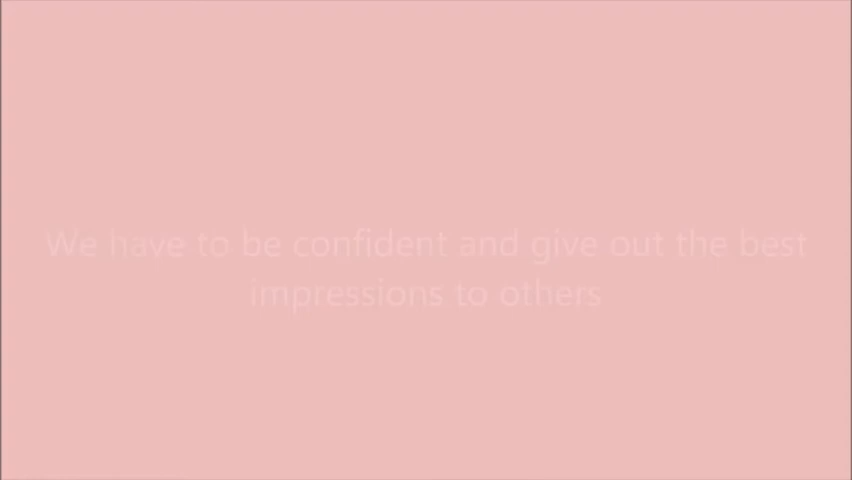 We have to be confident and give out the best
impressions to others